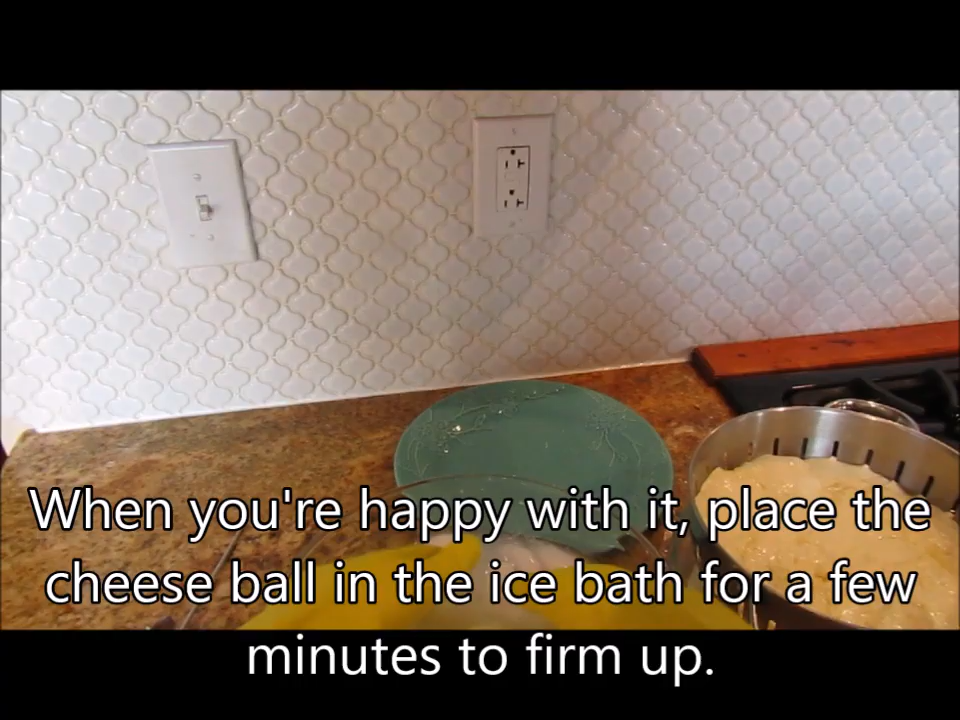 When you're happy with it, place the
cheese ball in the ice bath for a few
minutes to firm up.